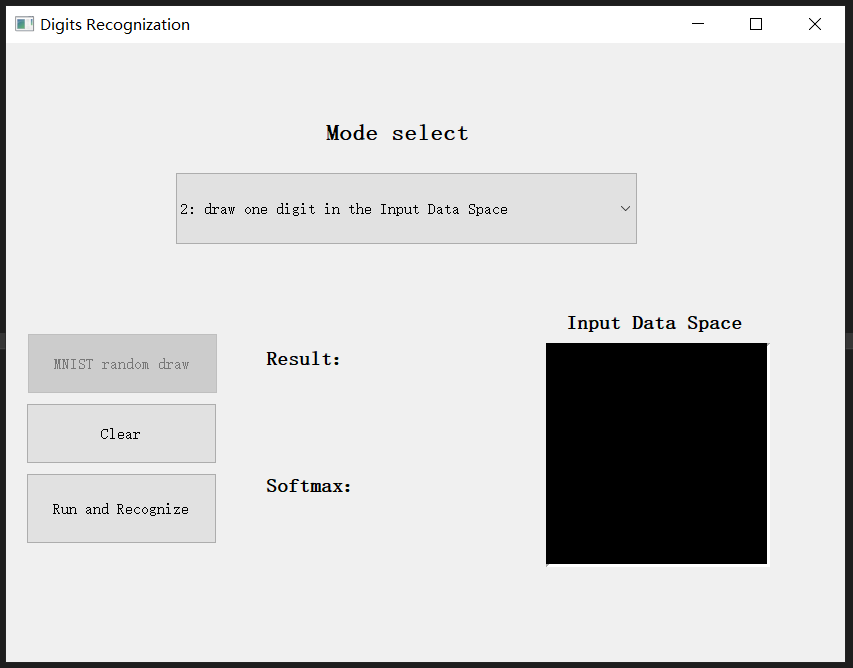 Digits Recognization
Mode select
2: draw one digit in the Input Data Space
Input Data Space
MNIST random draw
Result:
Clear
Softmax:
Run and Recognize